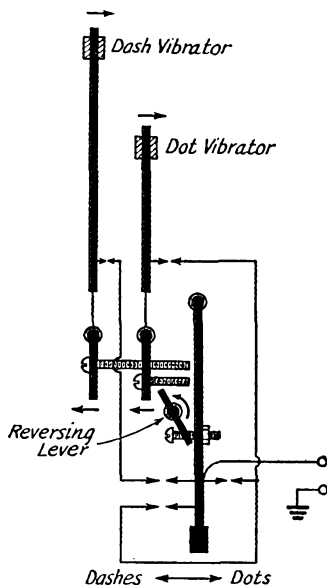 Dash Vibrator
Dot Vibrator
Reversing
Lever
Dashes
Dots